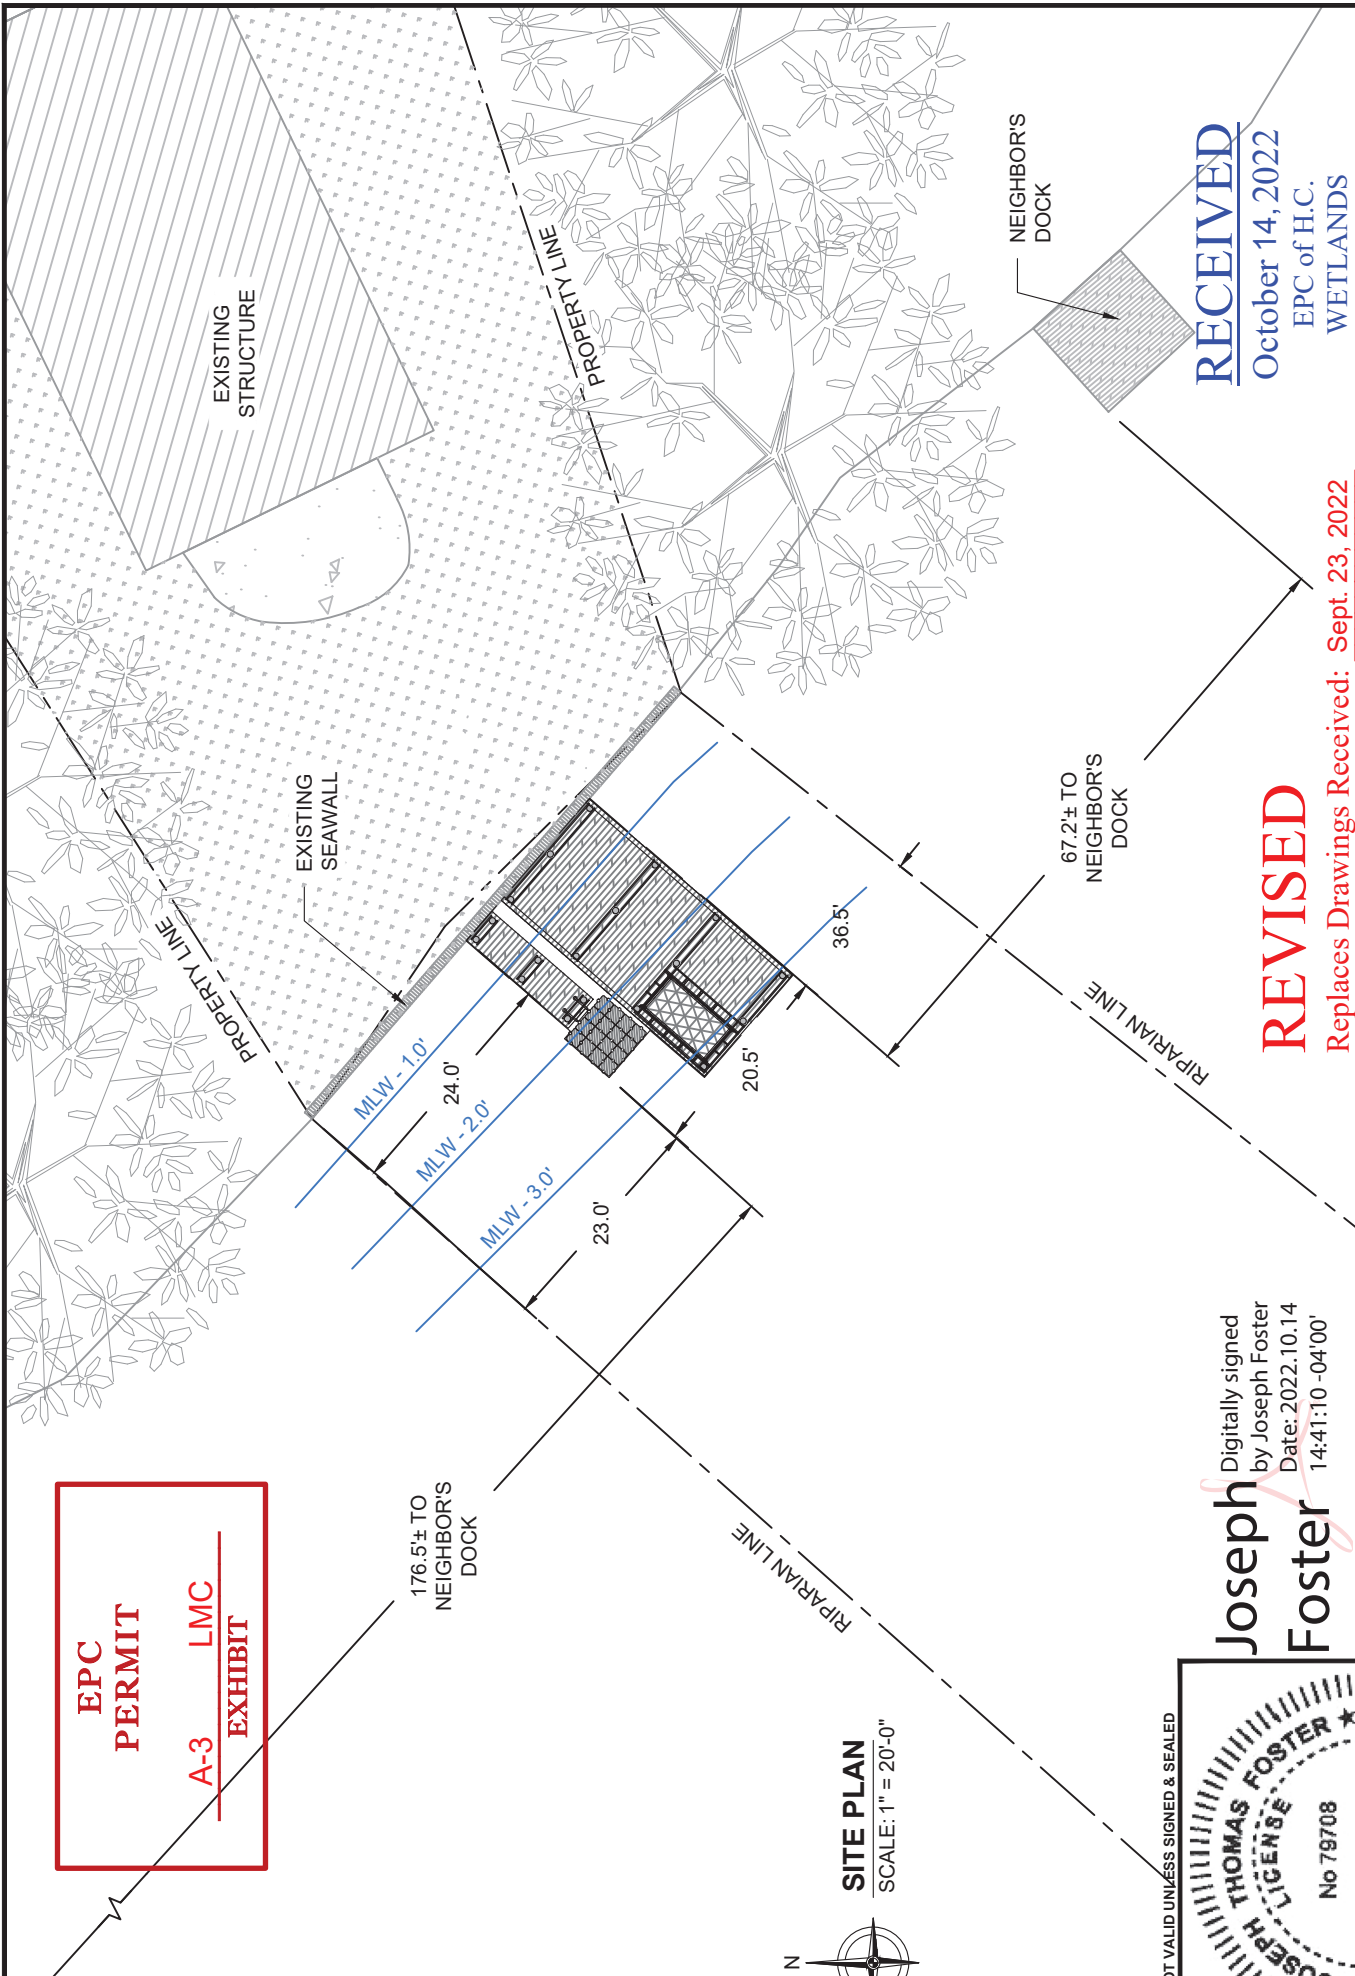 EPC
PERMIT
A-3 LMC
EXHIBIT
EXISTING
STRUCTURE
PROPERTY LINE
PROPERTY LINE
EXISTING
SEAWALL
NEIGHBOR'S
DOCK
MLW - 1.0'
MLW - 2.0'
MLW - 3.0'
24.0'
23.0'
20.5'
36.5'
176.5'± TO
NEIGHBOR'S
DOCK
67.2'± TO
NEIGHBOR'S
DOCK
RIPARIAN LINE
RIPARIAN LINE
N
SITE PLAN
SCALE: 1" = 20'-0"
RECEIVED
October 14, 2022
EPC of H.C.
WETLANDS
REVISED
Replaces Drawings Received: Sept. 23, 2022
Joseph
Foster
Digitally signed
by Joseph Foster
Date: 2022.10.14
14:41:10 -04'00'
VALID UNLESS SIGNED & SEALED
THOMAS FOSTER
LICENSE
No 79708